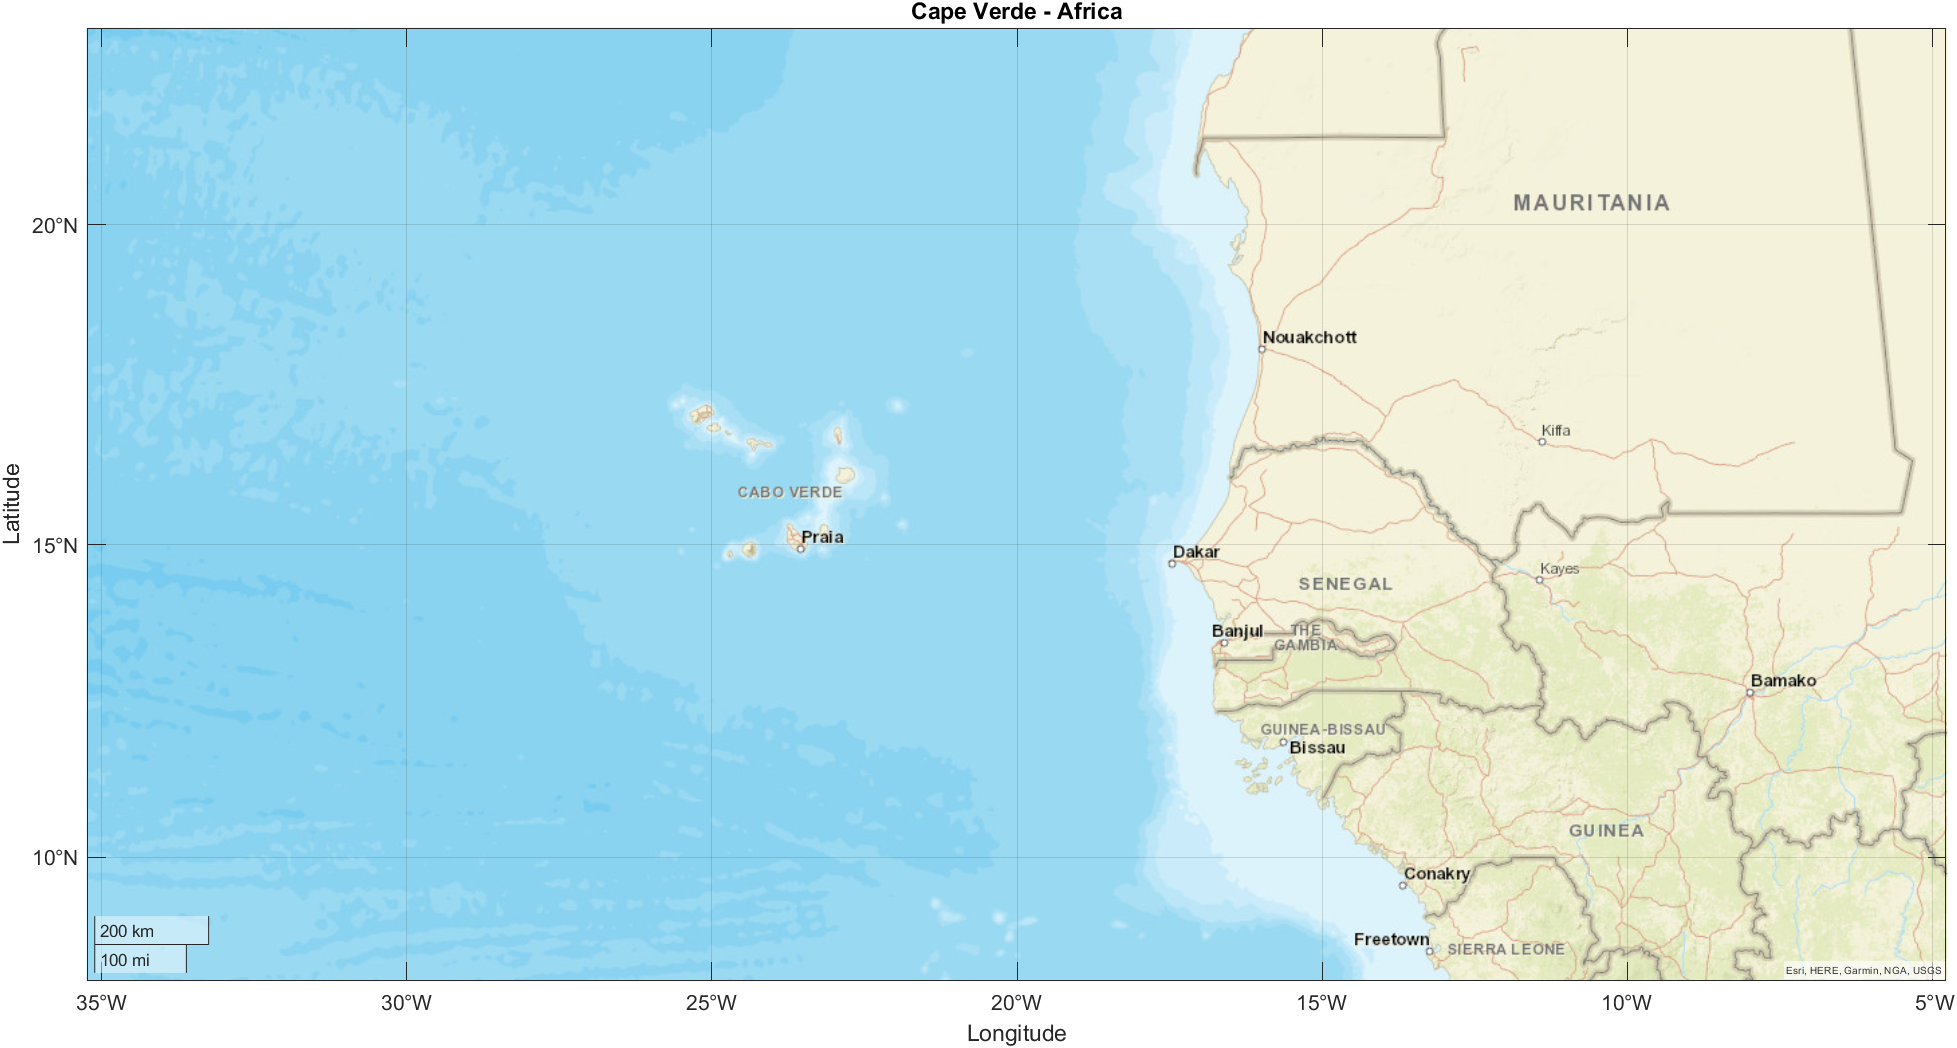 Cape Verde - Africa
MAURITANIA
20°N
Nouakchott
Kiffa
CABO VERDE
Praia
15°N
Latitude
Dakar
Kayes
SENEGAL
Banjul
THE
GAMBIA
Bamako
GUINEA-BISSAU
Bissau
GUINEA
10°N
Conakry
200 km
100 mi
Freetown
SIERRA LEONE
Esri, HERE, Garmin, NGA, USGS
35°W
30°W
25°W
20°W
15°W
10°W
5°W
Longitude